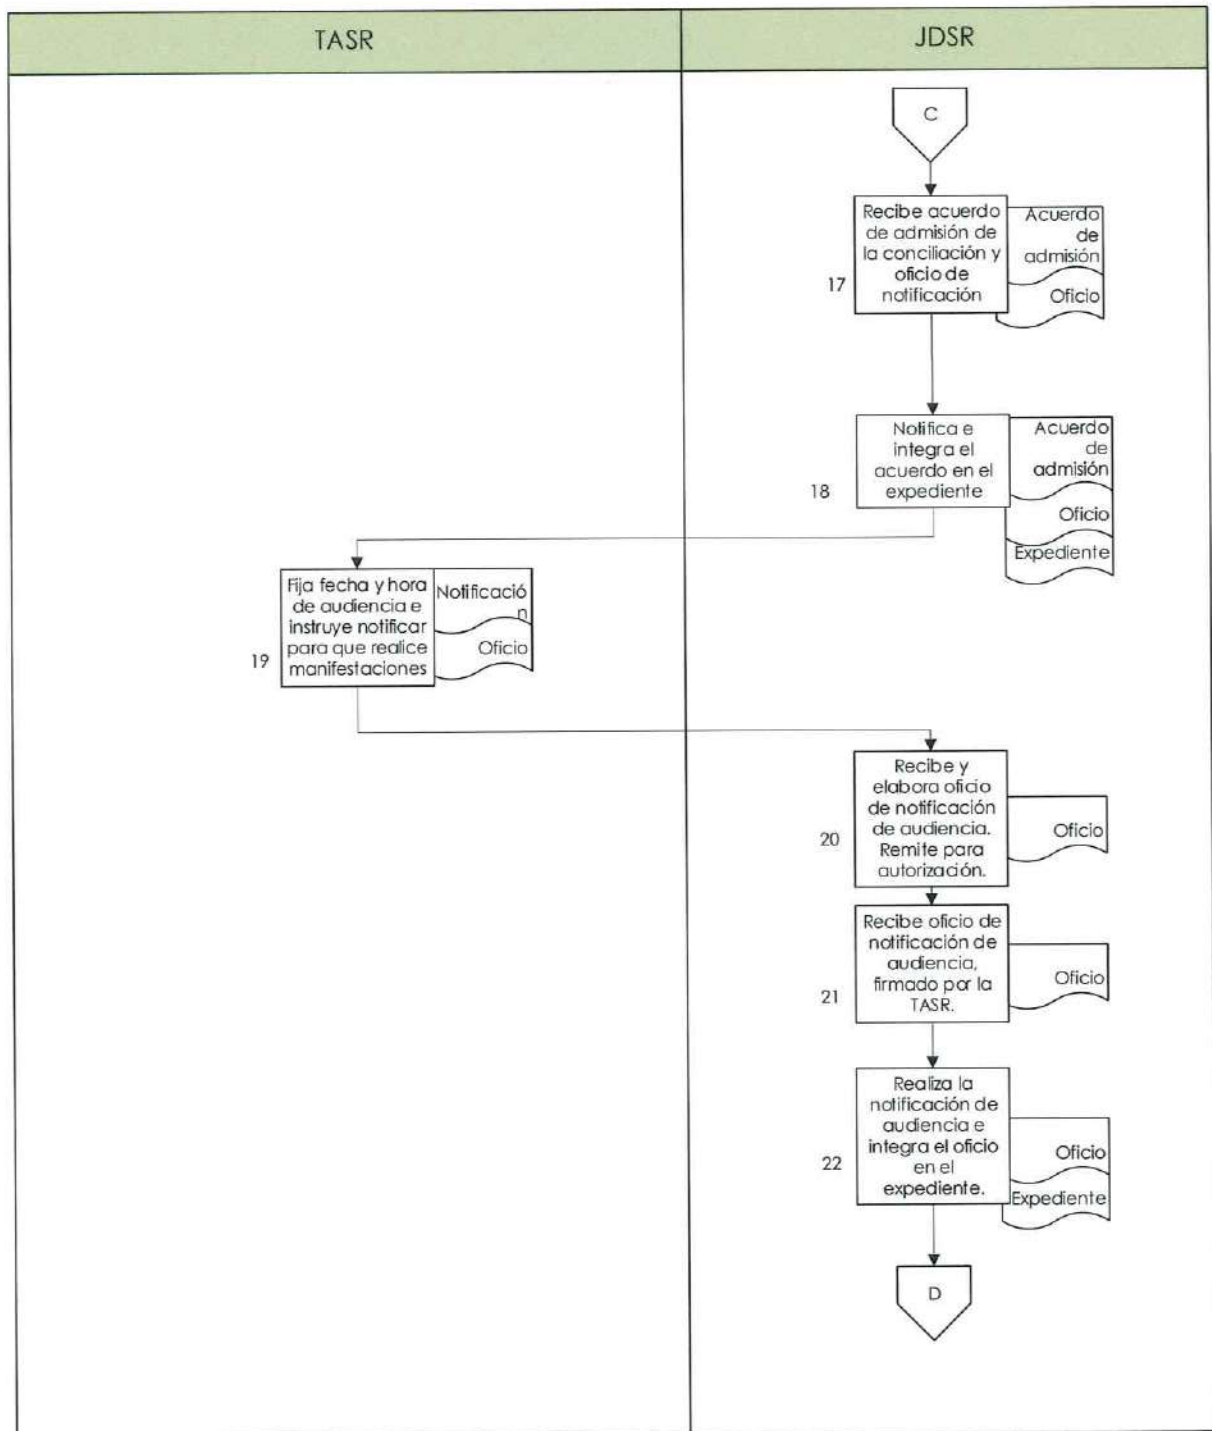 TASR
JDSR
C
Recibe acuerdo
de admisión de
la conciliación y
oficio de
notificación
17
Acuerdo
de
admisión
Oficio
Notifica e
integra el
acuerdo en el
expediente
18
Acuerdo
de
admisión
Oficio
Expediente
Fija fecha y hora
de audiencia e
instruye notificar
para que realice
manifestaciones
19
Notificació
n
Oficio
Recibe y
elabora oficio
de notificación
de audiencia.
Remite para
autorización.
20
Oficio
Recibe oficio de
notificación de
audiencia,
firmado por la
TASR.
21
Oficio
Realiza la
notificación de
audiencia e
integra el oficio
en el
expediente.
22
Oficio
Expediente
D